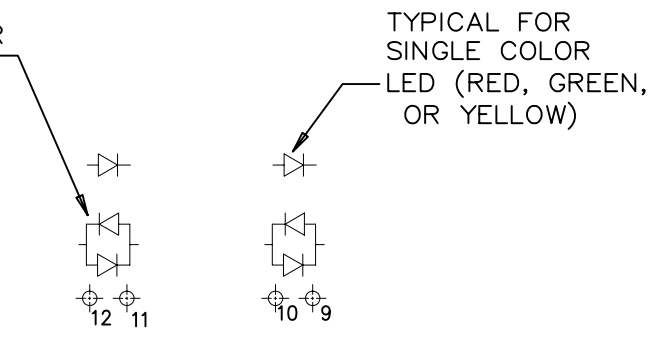 R
TYPICAL FOR
SINGLE COLOR
LED (RED, GREEN,
OR YELLOW)
12 11 10 9